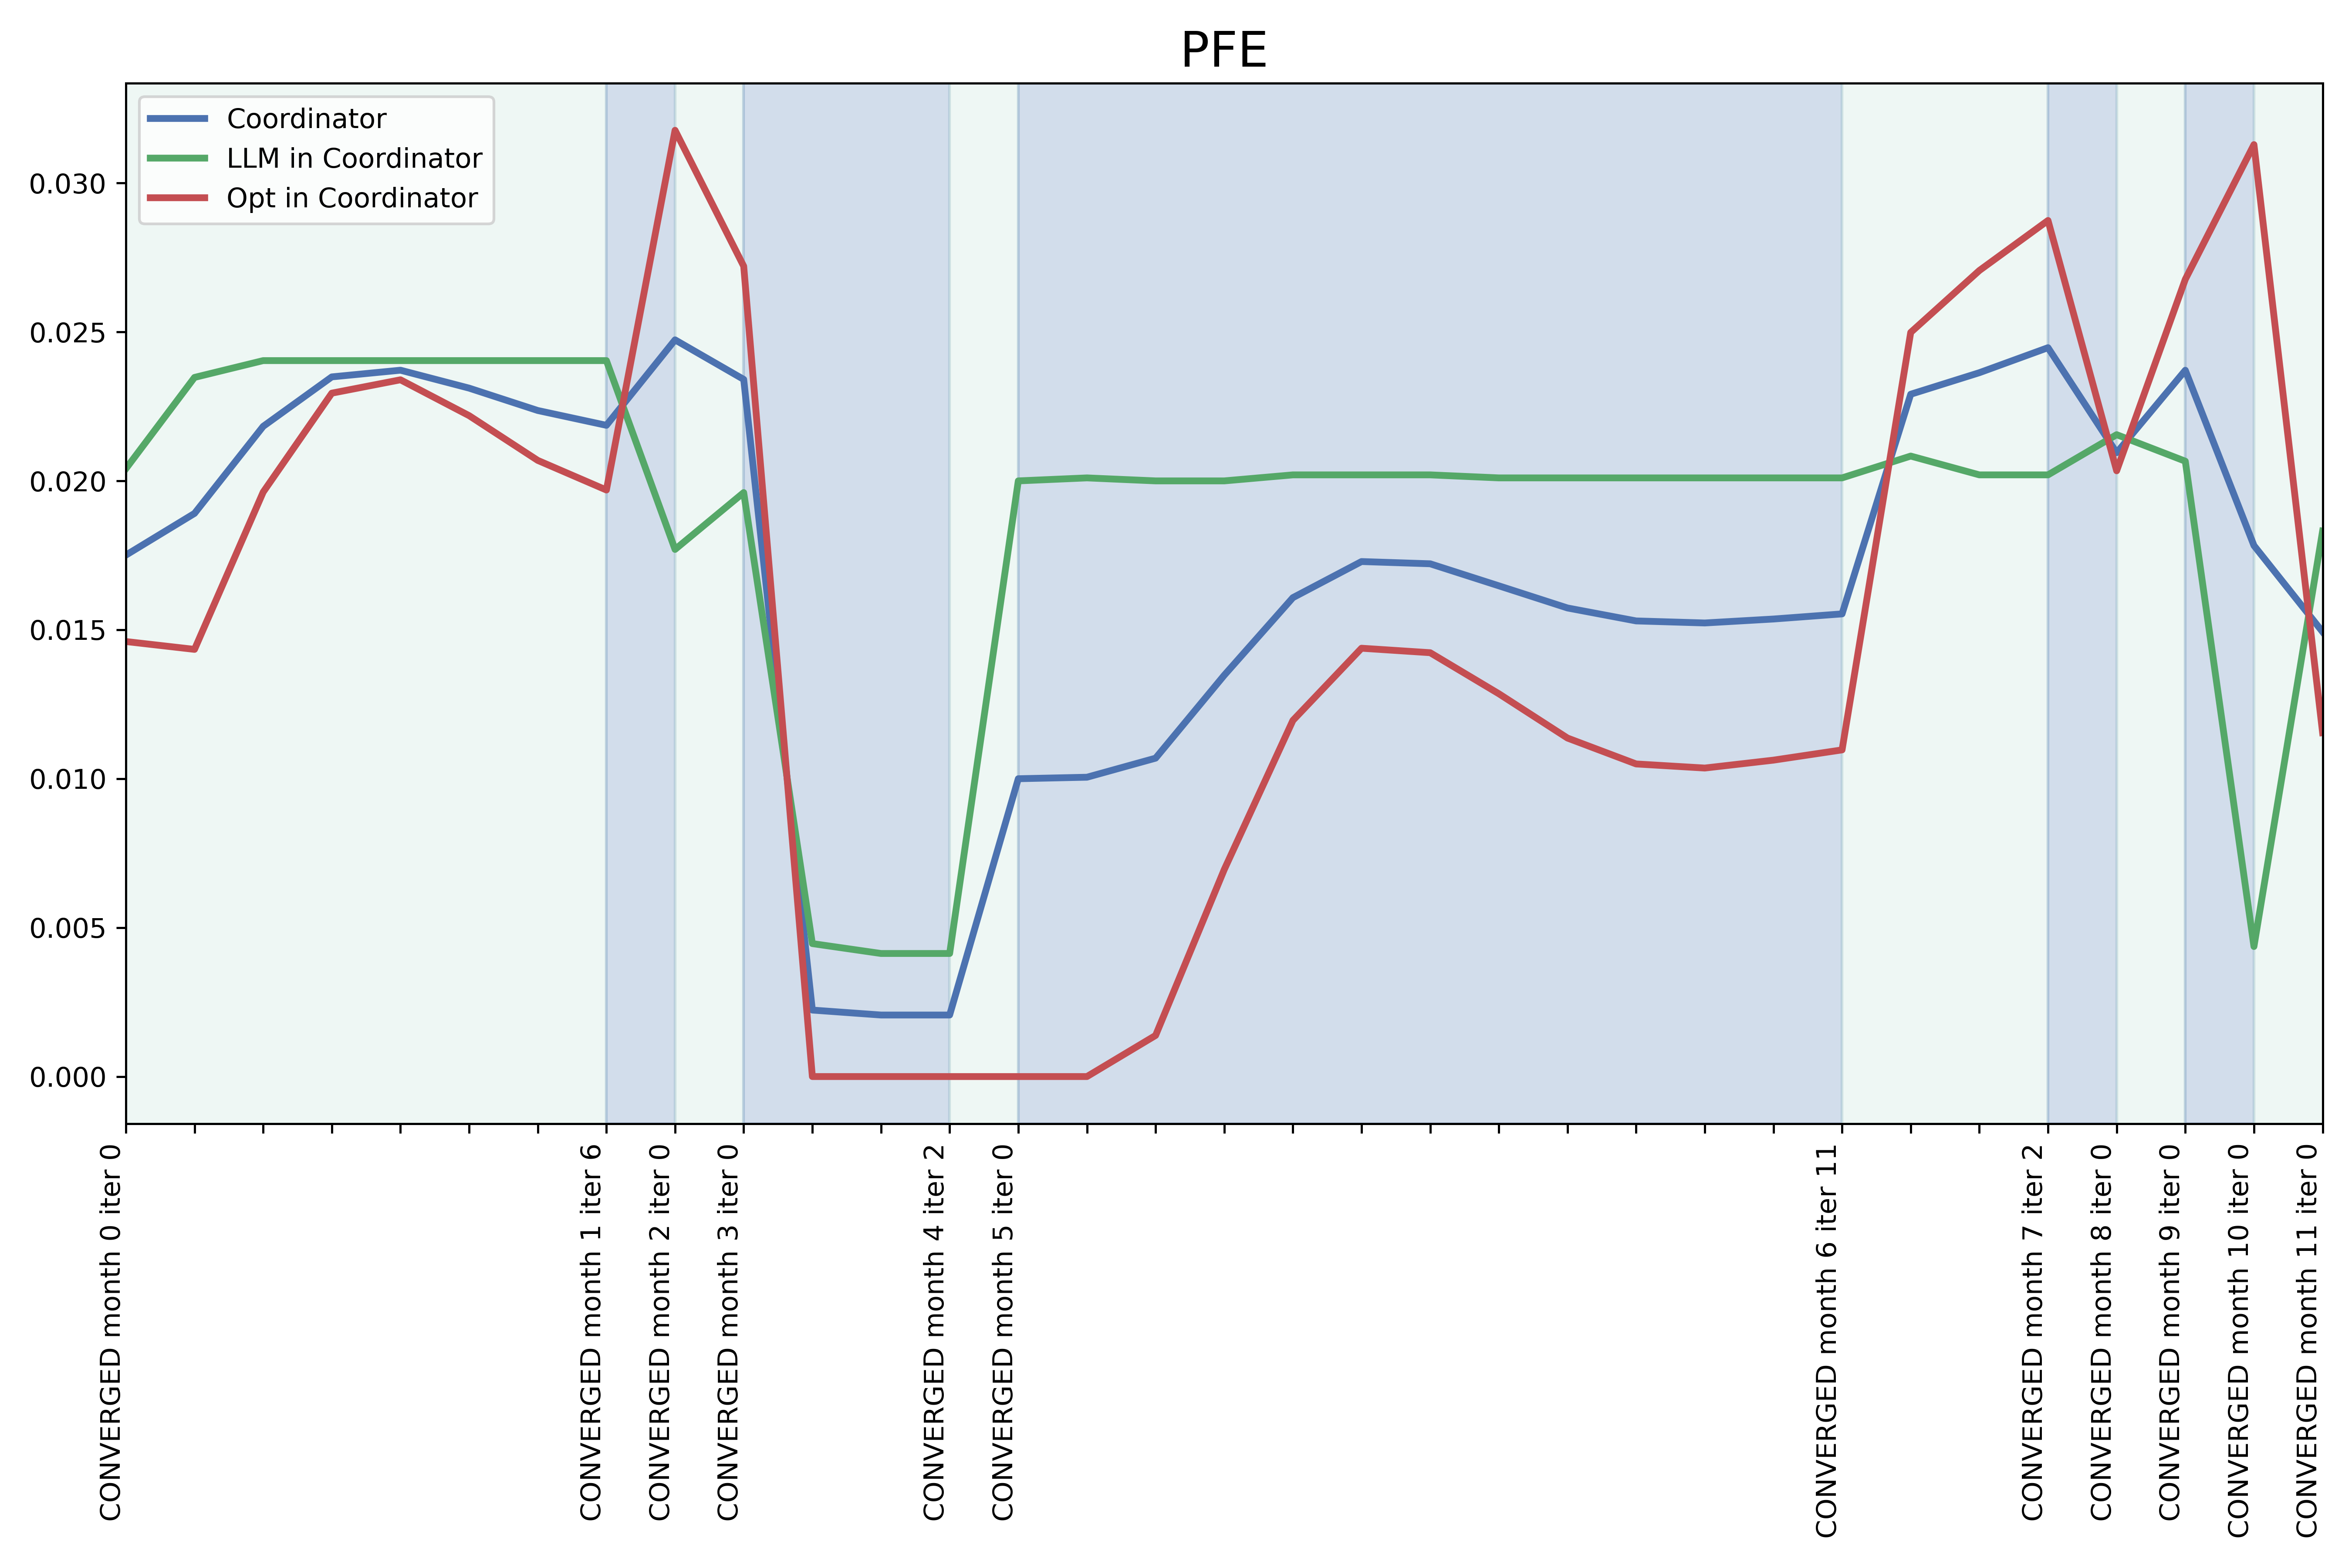 PFE
Coordinator
LLM in Coordinator
Opt in Coordinator
0.030
0.025
0.020
0.015
0.010
0.005
0.000
CONVERGED month 0 iter 0
CONVERGED month 1 iter 6
CONVERGED month 2 iter 0
CONVERGED month 3 iter 0
CONVERGED month 4 iter 2
CONVERGED month 5 iter 0
CONVERGED month 6 iter 11
CONVERGED month 7 iter 2
CONVERGED month 8 iter 0
CONVERGED month 9 iter 0
CONVERGED month 10 iter 0
CONVERGED month 11 iter 0